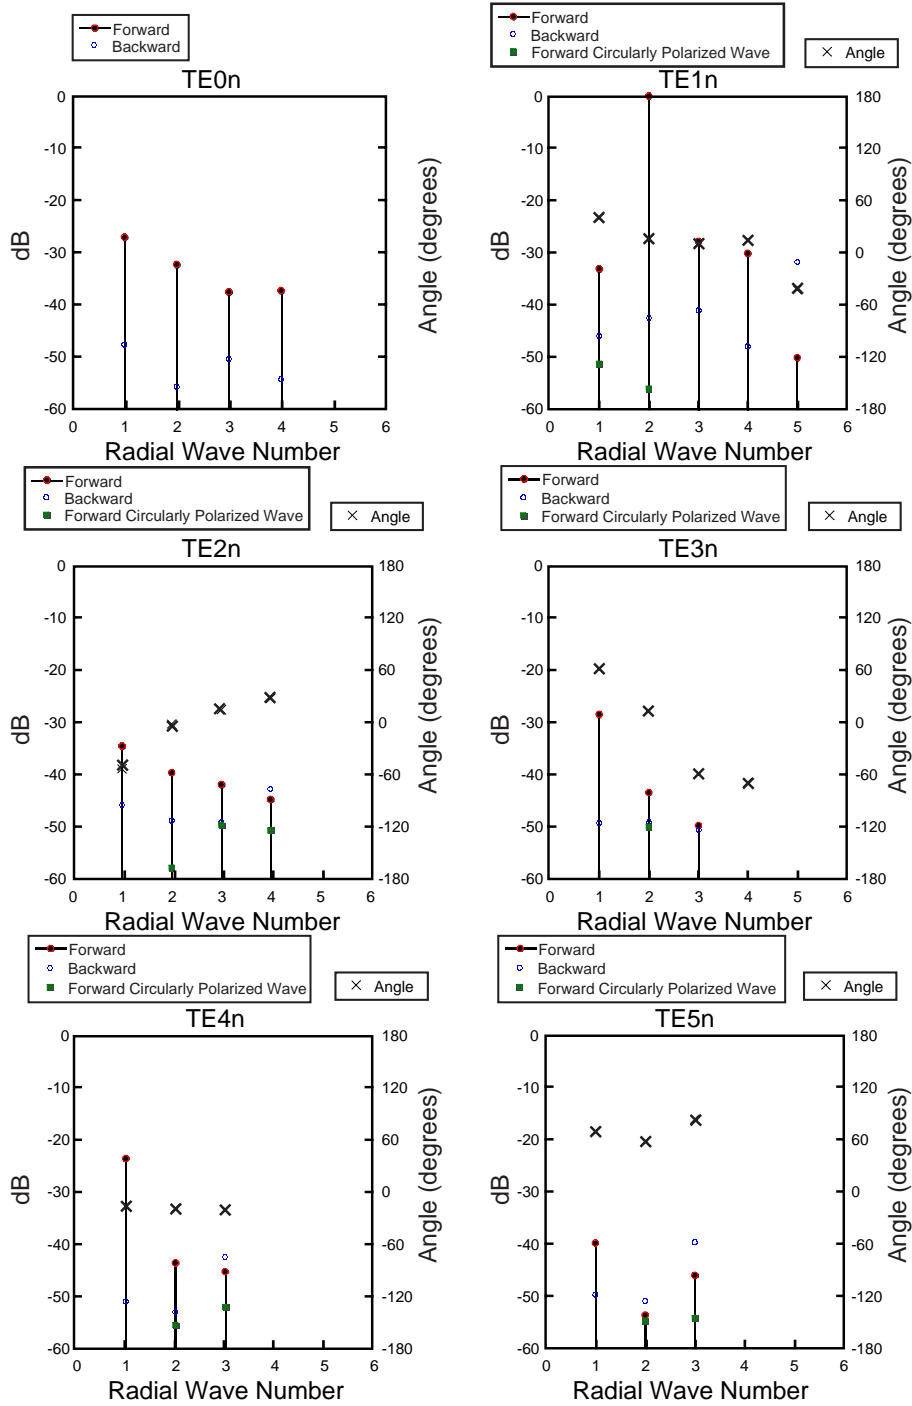 Forward
Backward
TE0n
0
-10
-20
-30
-40
-50
-60
dB
Angle (degrees)
0 1 2 3 4 5 6
Radial Wave Number
Forward
Backward
Forward Circularly Polarized Wave
Angle
TE1n
0
-10
-20
-30
-40
-50
-60
dB
180
120
60
0
-60
-120
-180
Angle (degrees)
0 1 2 3 4 5 6
Radial Wave Number
Forward
Backward
Forward Circularly Polarized Wave
Angle
TE2n
0
-10
-20
-30
-40
-50
-60
dB
180
120
60
0
-60
-120
-180
Angle (degrees)
0 1 2 3 4 5 6
Radial Wave Number
Forward
Backward
Forward Circularly Polarized Wave
Angle
TE3n
0
-10
-20
-30
-40
-50
-60
dB
180
120
60
0
-60
-120
-180
Angle (degrees)
0 1 2 3 4 5 6
Radial Wave Number
Forward
Backward
Forward Circularly Polarized Wave
Angle
TE4n
0
-10
-20
-30
-40
-50
-60
dB
180
120
60
0
-60
-120
-180
Angle (degrees)
0 1 2 3 4 5 6
Radial Wave Number
Forward
Backward
Forward Circularly Polarized Wave
Angle
TE5n
0
-10
-20
-30
-40
-50
-60
dB
180
120
60
0
-60
-120
-180
Angle (degrees)
0 1 2 3 4 5 6
Radial Wave Number